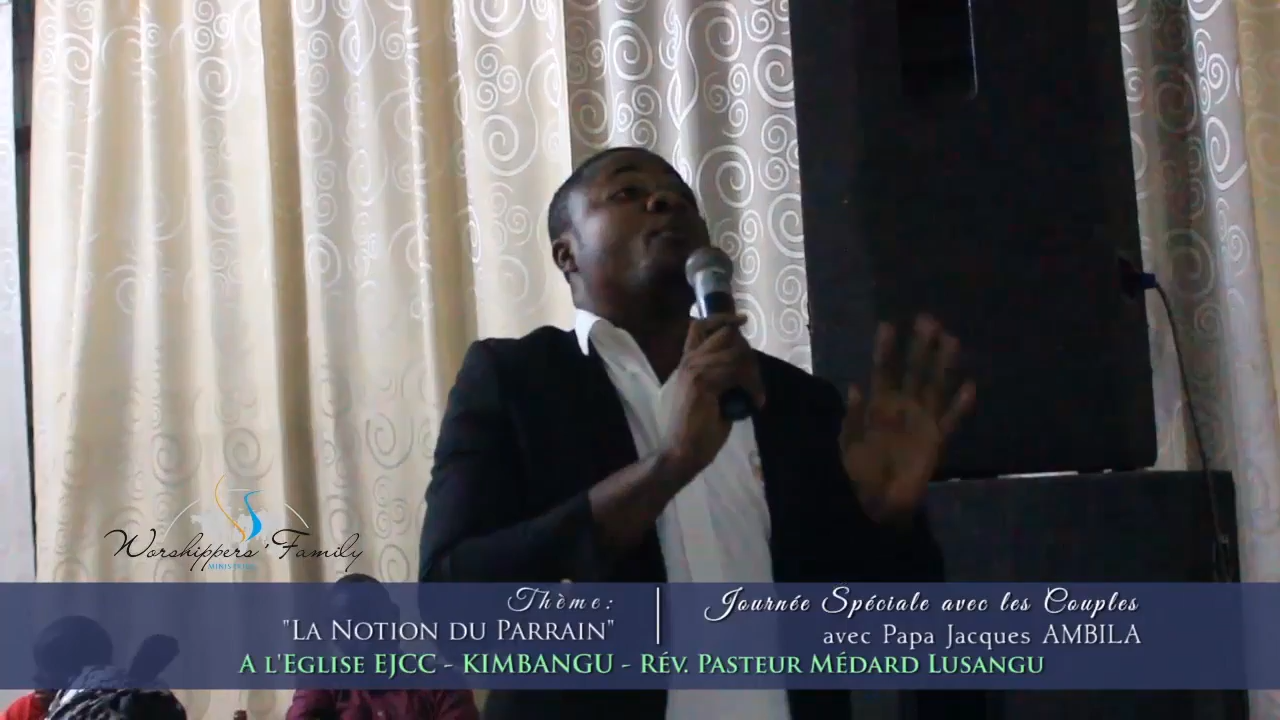 Worshippers' Family
MINISTRIES
Thème:
"La Notion du Parrain"
Journée Spéciale avec les Couples
avec Papa Jacques AMBILA
A l'Eglise EJCC - KIMBANGU - Rév. Pasteur Médard Lusangu